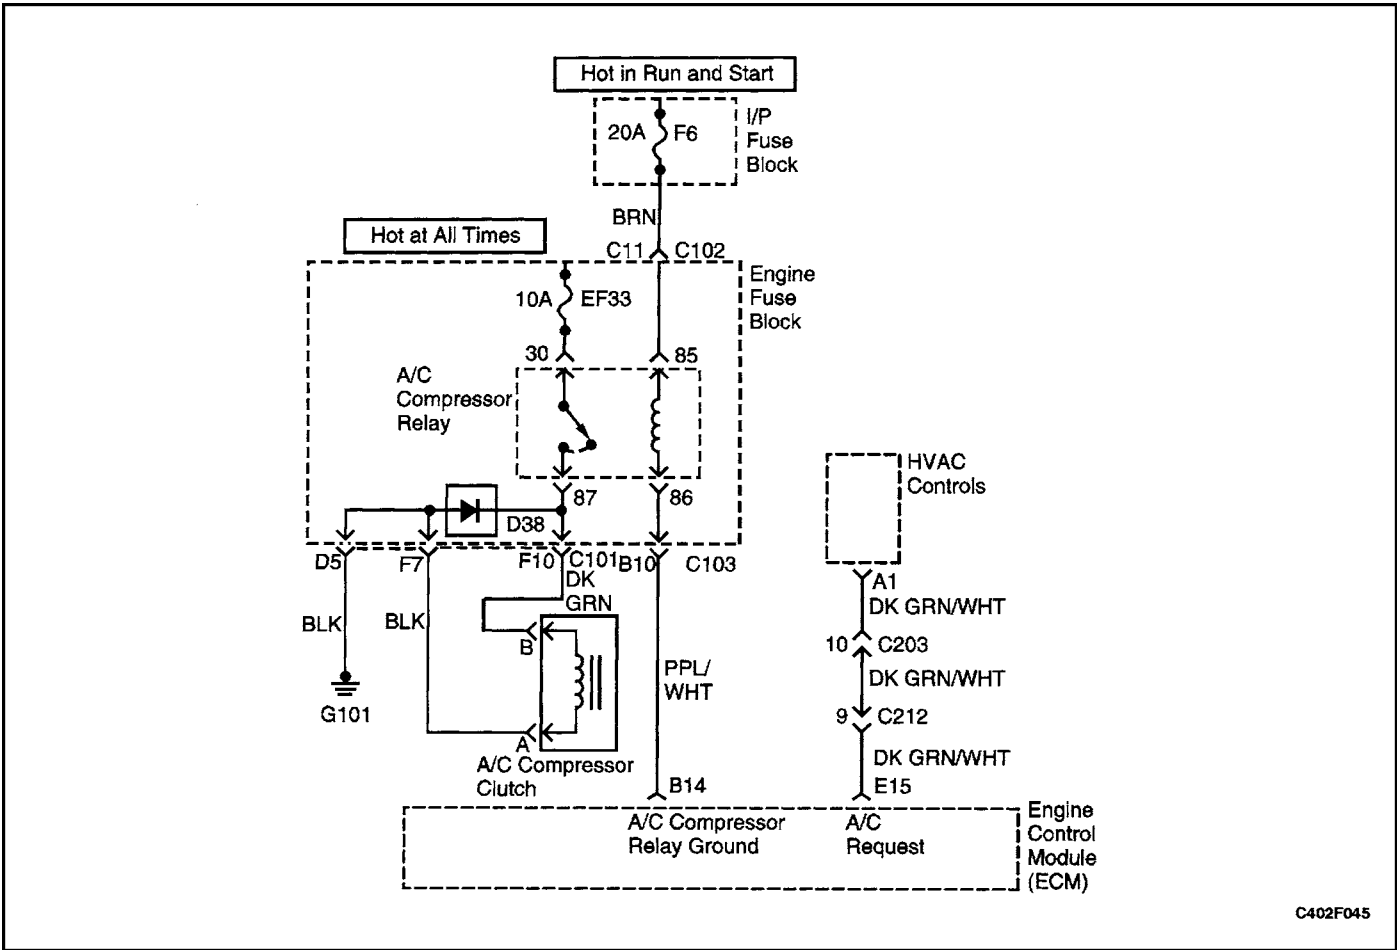 Hot in Run and Start
20A
F6
I/P
Fuse
Block
BRN
Hot at All Times
C11
C102
Engine
Fuse
Block
10A
EF33
30
85
A/C
Compressor
Relay
87
86
D38
D5
F7
F10
C101
B10
C103
DK
GRN
BLK
BLK
B
A
G101
A/C Compressor
Clutch
PPL/
WHT
B14
HVAC
Controls
A1
DK GRN/WHT
10
C203
DK GRN/WHT
9
C212
DK GRN/WHT
E15
A/C Compressor
Relay Ground
A/C
Request
Engine
Control
Module
(ECM)
C402F045